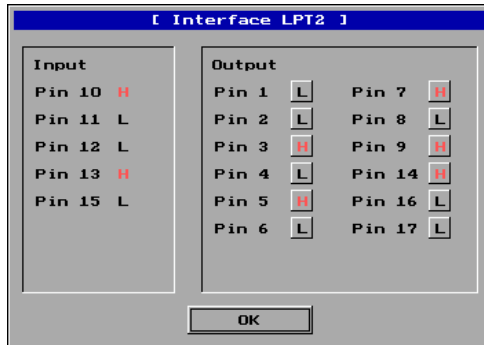 [ Interface LPT2 ]
Input
Pin 10 H
Pin 11 L
Pin 12 L
Pin 13 H
Pin 15 L
Output
Pin 1 L Pin 7 H
Pin 2 L Pin 8 L
Pin 3 H Pin 9 H
Pin 4 L Pin 14 H
Pin 5 H Pin 16 L
Pin 6 L Pin 17 L
OK